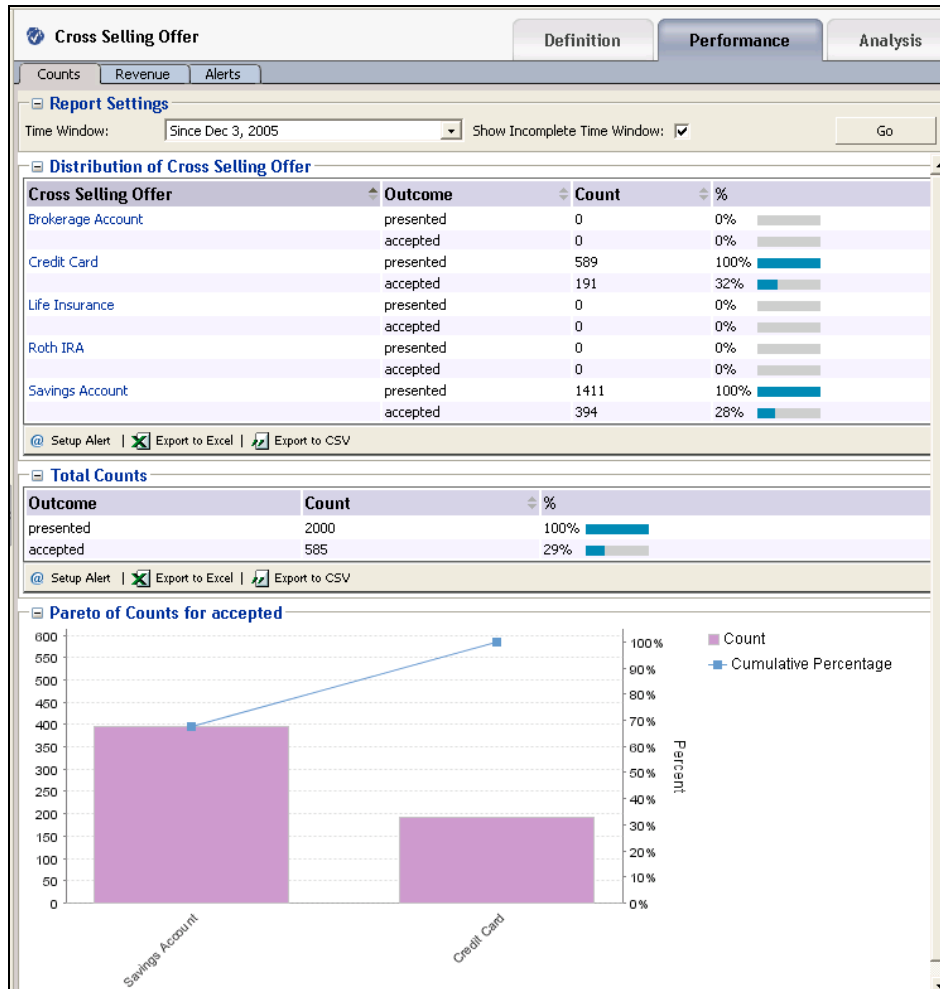 Cross Selling Offer
Definition Performance Analysis
Counts Revenue Alerts
Report Settings
Time Window: Since Dec 3, 2005 Show Incomplete Time Window: Go
Distribution of Cross Selling Offer
Cross Selling Offer Outcome Count %
Brokerage Account presented 0 0%
accepted 0 0%
Credit Card presented 589 100%
accepted 191 32%
Life Insurance presented 0 0%
accepted 0 0%
Roth IRA presented 0 0%
accepted 0 0%
Savings Account presented 1411 100%
accepted 394 28%
@ Setup Alert | Export to Excel | Export to CSV
Total Counts
Outcome Count %
presented 2000 100%
accepted 585 29%
@ Setup Alert | Export to Excel | Export to CSV
Pareto of Counts for accepted
600
550
500
450
400
350
300
250
200
150
100
50
0
100%
90%
80%
70%
60%
50%
40%
30%
20%
10%
0%
Percent
Count
Cumulative Percentage
Savings Account
Credit Card